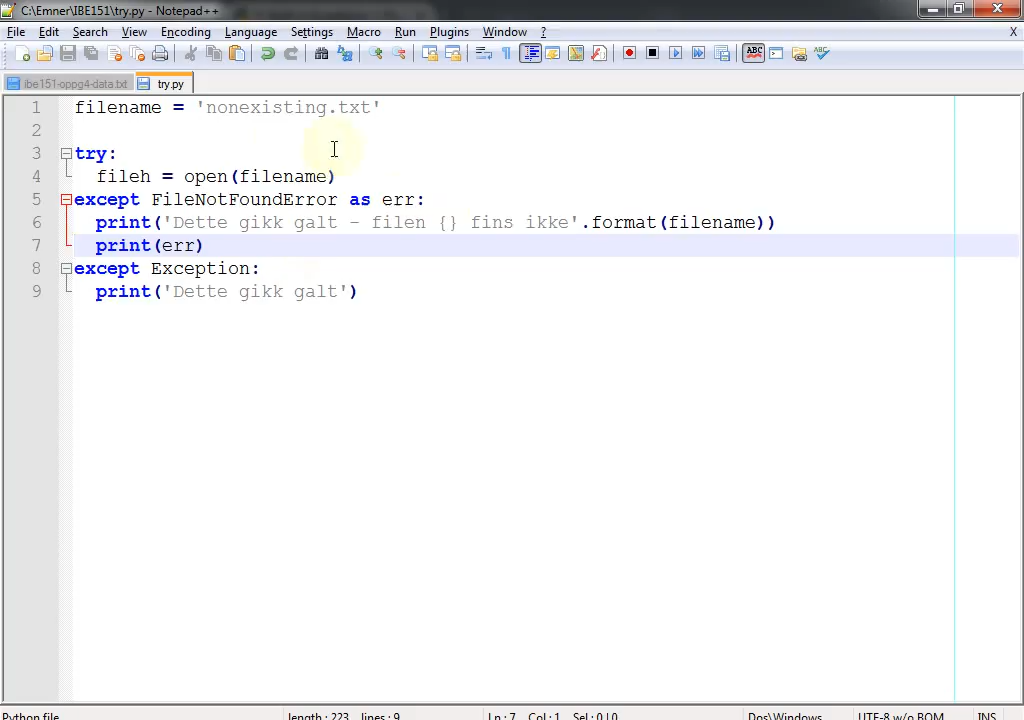 C:\Emner\IBE151\try.py - Notepad++
File Edit Search View Encoding Language Settings Macro Run Plugins Window ? X
ibe151-oppg4-data.txt try.py
1 filename = 'nonexisting.txt'
2
3 try:
4 fileh = open(filename)
5 except FileNotFoundError as err:
6 print('Dette gikk galt - filen {} fins ikke'.format(filename))
7 print(err)
8 except Exception:
9 print('Dette gikk galt')
Python file length : 223 lines : 9 Ln : 7 Col : 1 Sel : 0 | 0 Dos\Windows UTF-8 w/o BOM INS